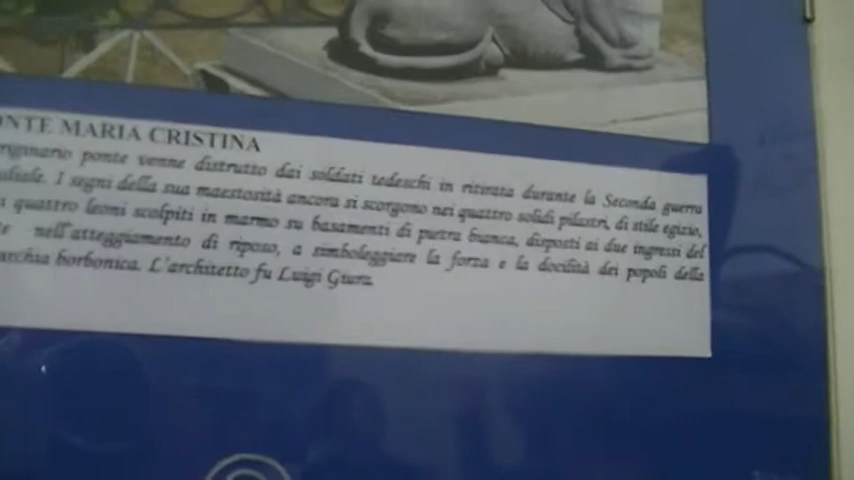 ONTE MARIA CRISTINA
riginario ponte venne distrutto dai soldati tedeschi in ritirata durante la Seconda guerra
diale. I segni della sua maestosità ancora si scorgono nei quattro solidi pilastri, di stile egizio,
i quattro leoni scolpiti in marmo su basamenti di pietra bianca, disposti ai due ingressi del
te nell'atteggiamento di riposo, a simboleggiare la forza e la docilità dei popoli della
archia borbonica. L'architetto fu Luigi Giura.